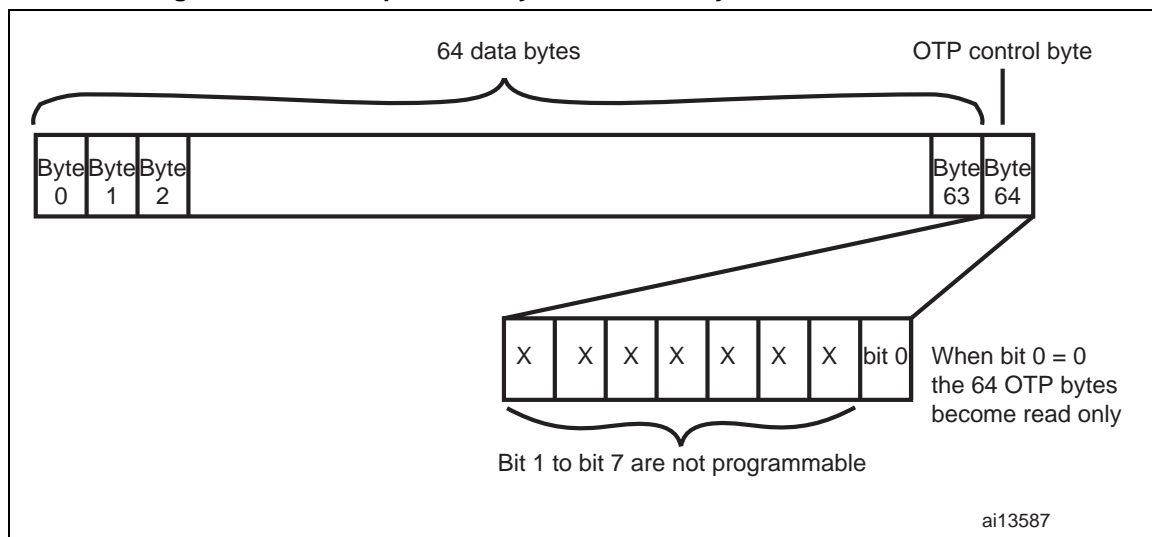 64 data bytes
OTP control byte
Byte Byte Byte Byte Byte
0 1 2 63 64
X X X X X X X bit 0
When bit 0 = 0
the 64 OTP bytes
become read only
Bit 1 to bit 7 are not programmable
ai13587